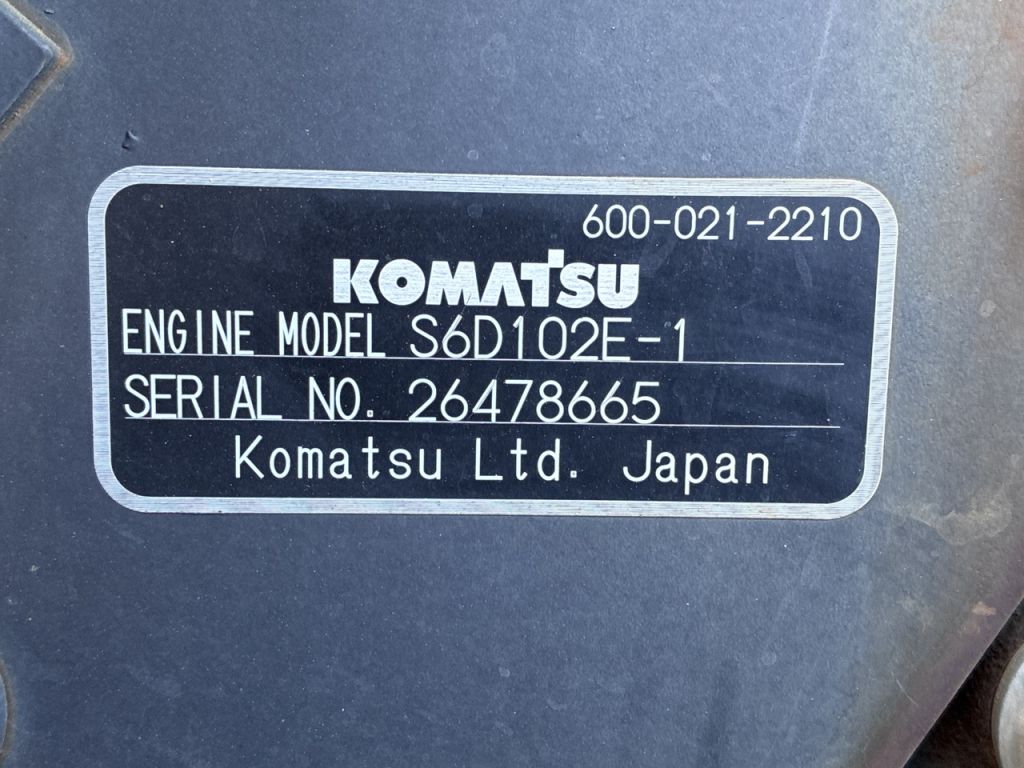 600-021-2210
KOMATSU
ENGINE MODEL S6D102E-1
SERIAL NO. 26478665
Komatsu Ltd. Japan